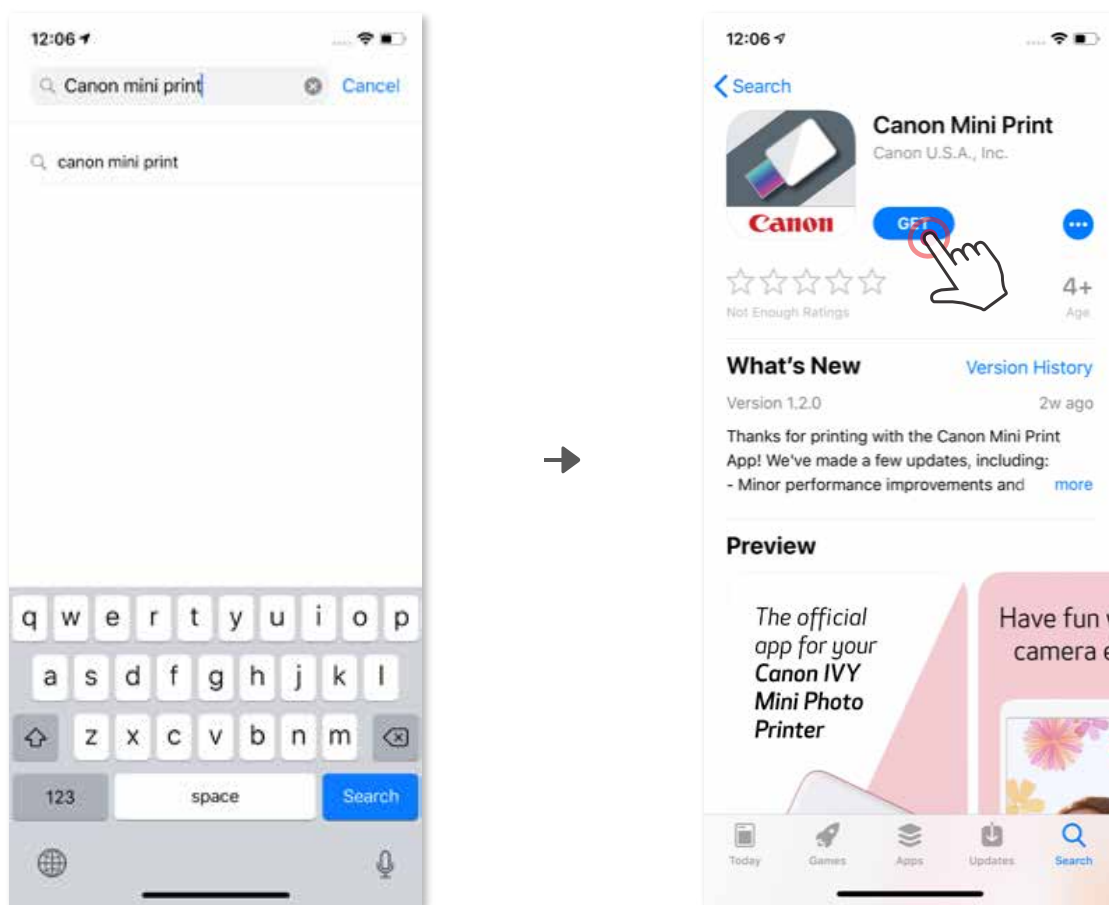 12:06
Canon mini print
Cancel
canon mini print
q w e r t y u i o p
a s d f g h j k l
z x c v b n m
123 space Search
12:06
Search
Canon Mini Print
Canon U.S.A., Inc.
Canon
GET
4+
Not Enough Ratings
Age
What's New Version History
Version 1.2.0 2w ago
Thanks for printing with the Canon Mini Print
App! We've made a few updates, including:
- Minor performance improvements and more
Preview
The official
app for your
Canon IVY
Mini Photo
Printer
Have fun
camera e
Today Games Apps Updates Search